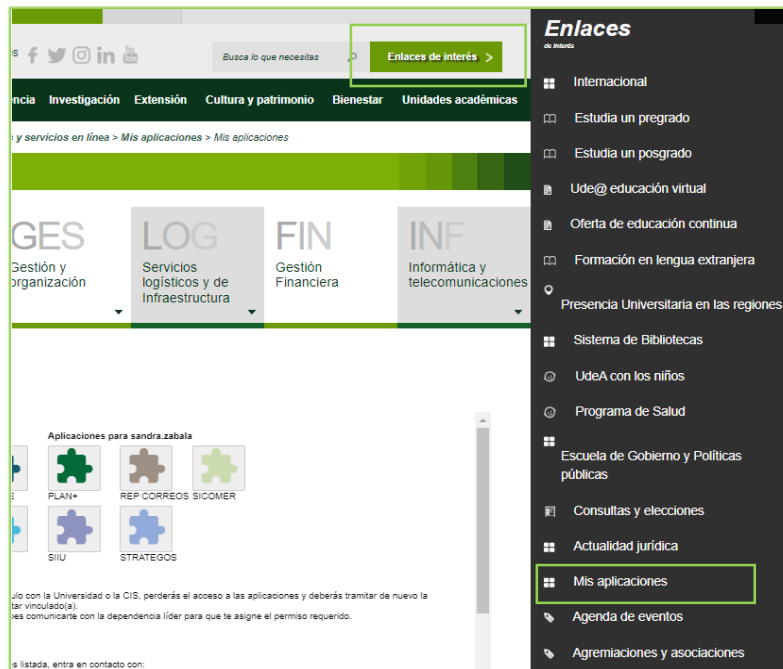 Enlaces
de interés
s
Busca lo que necesitas
Enlaces de interés >
encia Investigación Extensión Cultura y patrimonio Bienestar Unidades académicas
y servicios en línea > Mis aplicaciones > Mis aplicaciones
GES
Gestión y
organización
LOG
Servicios
logísticos y de
Infraestructura
FIN
Gestión
Financiera
INF
Informática y
telecomunicaciones
Aplicaciones para sandra.zabala
E
PLAN+
REP CORREOS
SICOMER
SIIU
STRATEGOS
ulo con la Universidad o la CIS, perderás el acceso a las aplicaciones y deberás tramitar de nuevo la
tar vinculado(a).
es comunicarte con la dependencia líder para que te asigne el permiso requerido.
s listada, entra en contacto con:
Internacional
Estudia un pregrado
Estudia un posgrado
Ude@ educación virtual
Oferta de educación continua
Formación en lengua extranjera
Presencia Universitaria en las regiones
Sistema de Bibliotecas
UdeA con los niños
Programa de Salud
Escuela de Gobierno y Políticas
públicas
Consultas y elecciones
Actualidad jurídica
Mis aplicaciones
Agenda de eventos
Agremiaciones y asociaciones